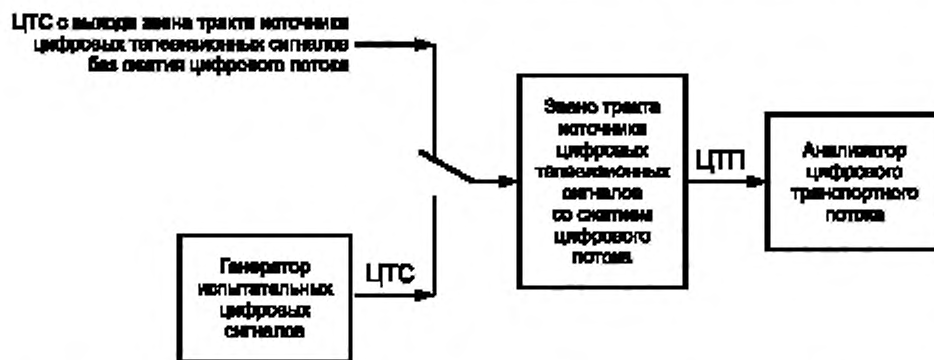 ЦТС с выхода звена тракта источника
цифровых телевизионных сигналов
без сжатия цифрового потока
Звено тракта
источника
цифровых
телевизионных
сигналов
со сжатием
цифрового
потока
ЦТП
Анализатор
цифрового
транспортного
потока
Генератор
испытательных
цифровых
сигналов
ЦТС